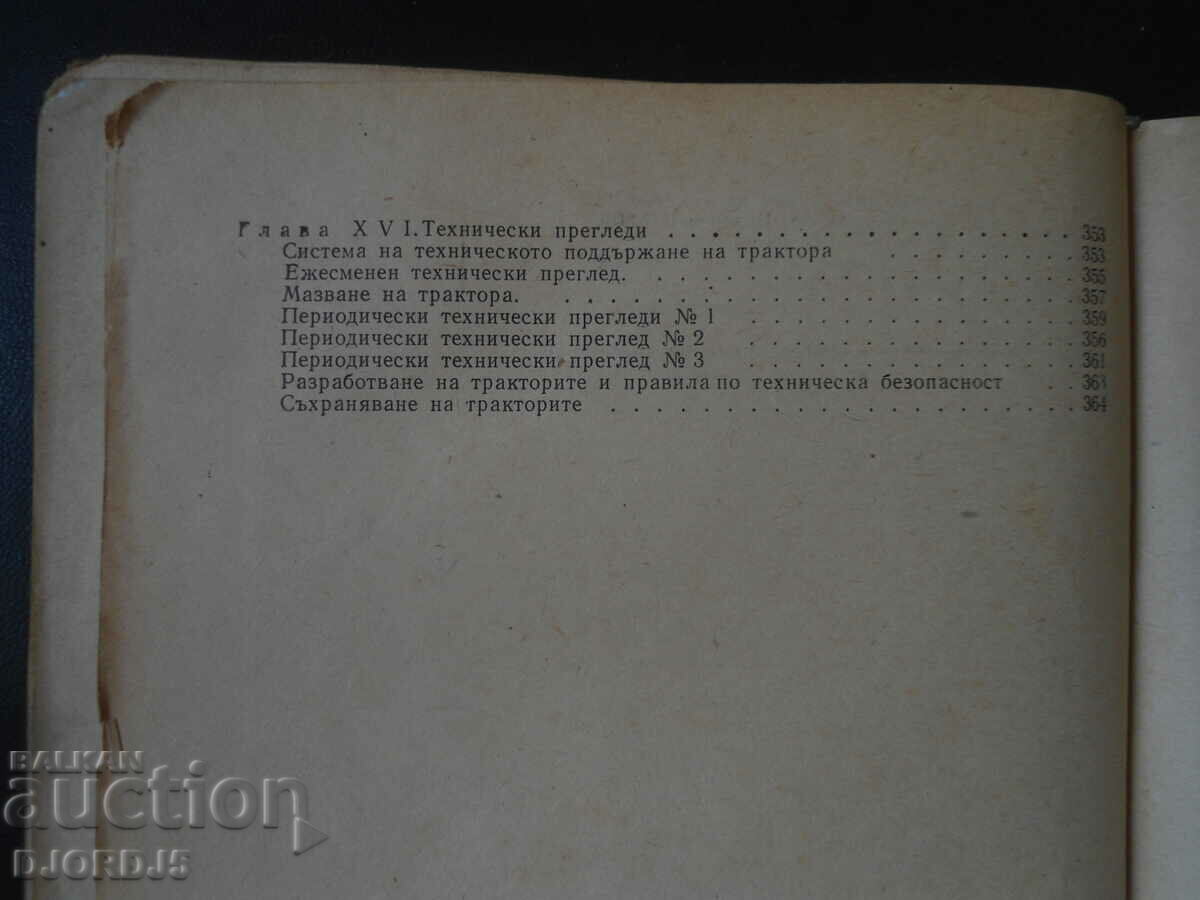 Глава XVI. Технически прегледи . . . . . . . . . . . . . . . . . . . 353
Система на техническото поддържане на трактора . . . . . . . . . 353
Ежесменен технически преглед. . . . . . . . . . . . . . . . . . . . 355
Мазване на трактора. . . . . . . . . . . . . . . . . . . . . . . . 357
Периодически технически прегледи № 1 . . . . . . . . . . . . . . 359
Периодически технически преглед № 2 . . . . . . . . . . . . . . 356
Периодически технически преглед № 3 . . . . . . . . . . . . . . 361
Разработване на тракторите и правила по техническа безопасност . . 363
Съхраняване на тракторите . . . . . . . . . . . . . . . . . . . . . 364
BALKAN
auction
DJORDJ5